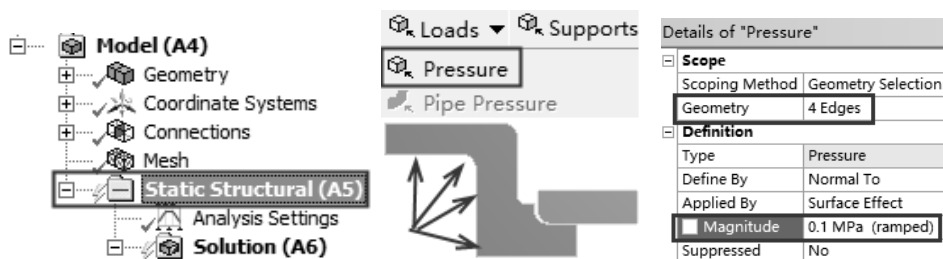 Model (A4)
Geometry
Coordinate Systems
Connections
Mesh
Static Structural (A5)
Analysis Settings
Solution (A6)
Loads Supports
Pressure
Pipe Pressure
Details of "Pressure"
Scope
Scoping Method Geometry Selection
Geometry 4 Edges
Definition
Type Pressure
Define By Normal To
Applied By Surface Effect
Magnitude 0.1 MPa (ramped)
Suppressed No